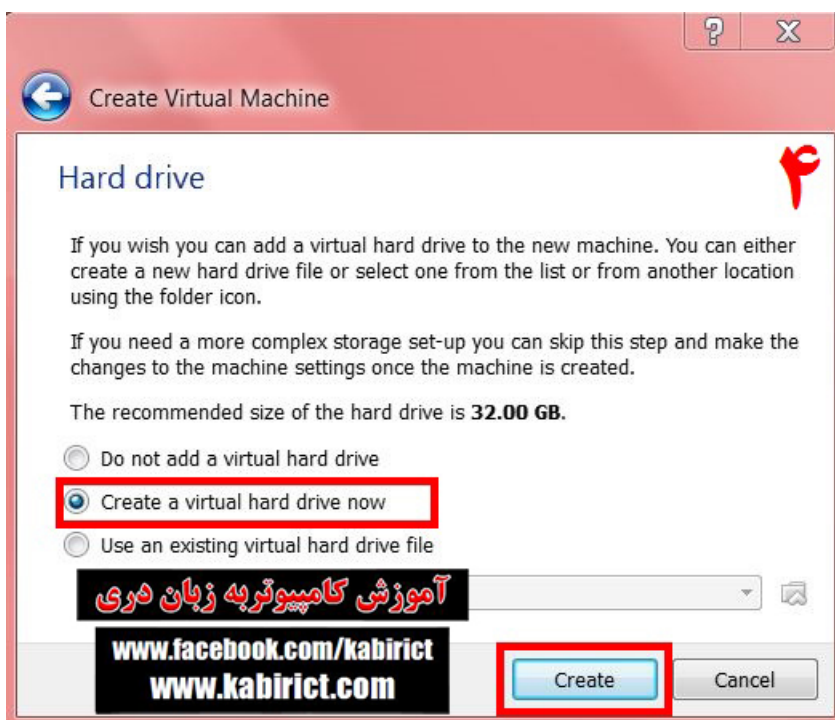 Create Virtual Machine
Hard drive
۴
If you wish you can add a virtual hard drive to the new machine. You can either
create a new hard drive file or select one from the list or from another location
using the folder icon.
If you need a more complex storage set-up you can skip this step and make the
changes to the machine settings once the machine is created.
The recommended size of the hard drive is 32.00 GB.
Do not add a virtual hard drive
Create a virtual hard drive now
Use an existing virtual hard drive file
آموزش کامپیوتربه زبان دری
www.facebook.com/kabirict
www.kabirict.com
Create
Cancel